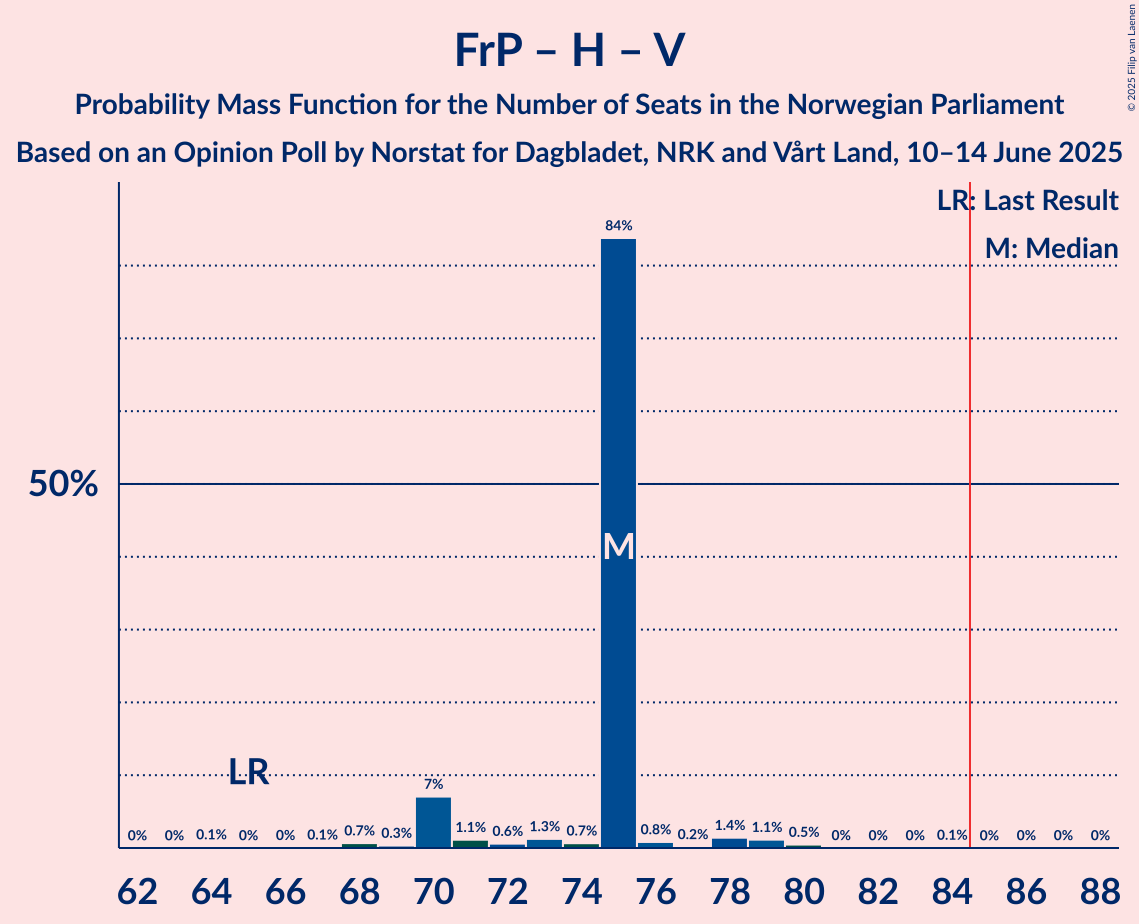 FrP – H – V
Probability Mass Function for the Number of Seats in the Norwegian Parliament
Based on an Opinion Poll by Norstat for Dagbladet, NRK and Vårt Land, 10–14 June 2025
© 2025 Filip van Laenen
LR: Last Result
M: Median
84%
50%
M
LR
7%
0% 0% 0.1% 0% 0% 0.1% 0.7% 0.3% 1.1% 0.6% 1.3% 0.7% 0.8% 0.2% 1.4% 1.1% 0.5% 0% 0% 0% 0.1% 0% 0% 0% 0%
62 64 66 68 70 72 74 76 78 80 82 84 86 88